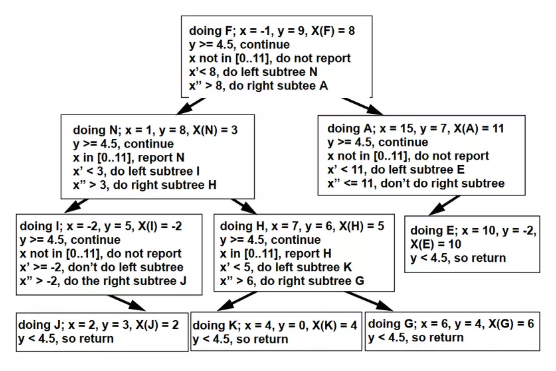 doing F; x = -1, y = 9, X(F) = 8
y >= 4.5, continue
x not in [0..11], do not report
x'< 8, do left subtree N
x" > 8, do right subtee A
doing N; x = 1, y = 8, X(N) = 3
y >= 4.5, continue
x in [0..11], report N
x' < 3, do left subtree I
x" > 3, do right subtree H
doing A; x = 15, y = 7, X(A) = 11
y >= 4.5, continue
x not in [0..11], do not report
x' < 11, do left subtree E
x" <= 11, don't do right subtree
doing I; x = -2, y = 5, X(I) = -2
y >= 4.5, continue
x not in [0..11], do not report
x' >= -2, don't do left subtree
x" > -2, do the right subtree J
doing H, x = 7, y = 6, X(H) = 5
y >= 4.5, continue
x in [0..11], report H
x' < 5, do left subtree K
x" > 6, do right subtree G
doing E; x = 10, y = -2,
X(E) = 10
y < 4.5, so return
doing J; x = 2, y = 3, X(J) = 2
y < 4.5, so return
doing K; x = 4, y = 0, X(K) = 4
y < 4.5, so return
doing G; x = 6, y = 4, X(G) = 6
y < 4.5, so return